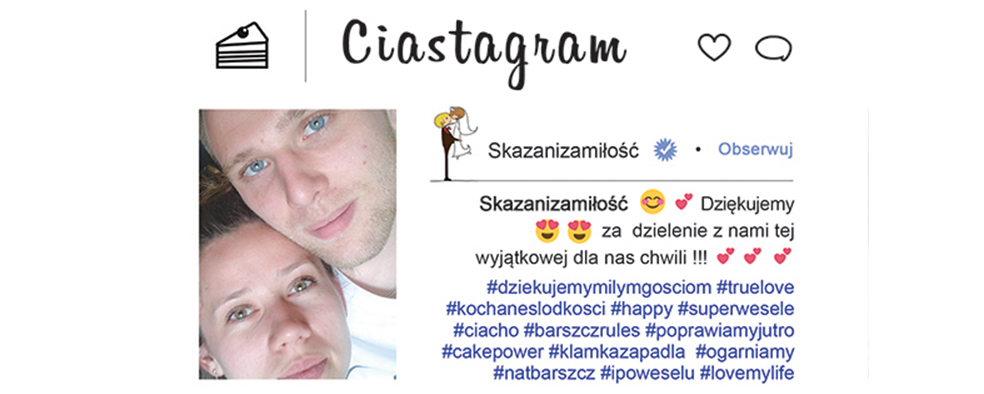 Ciastagram
Skazanizamiłość • Obserwuj
Skazanizamiłość 😊 💕 Dziękujemy
😍 😍 za dzielenie z nami tej
wyjątkowej dla nas chwili !!! 💕 💕 💕
#dziekujemymilymgosciom #truelove
#kochaneslodkosci #happy #superwesele
#ciacho #barszczrules #poprawiamyjutro
#cakepower #klamkazapadla #ogarniamy
#natbarszcz #ipoweselu #lovemylife